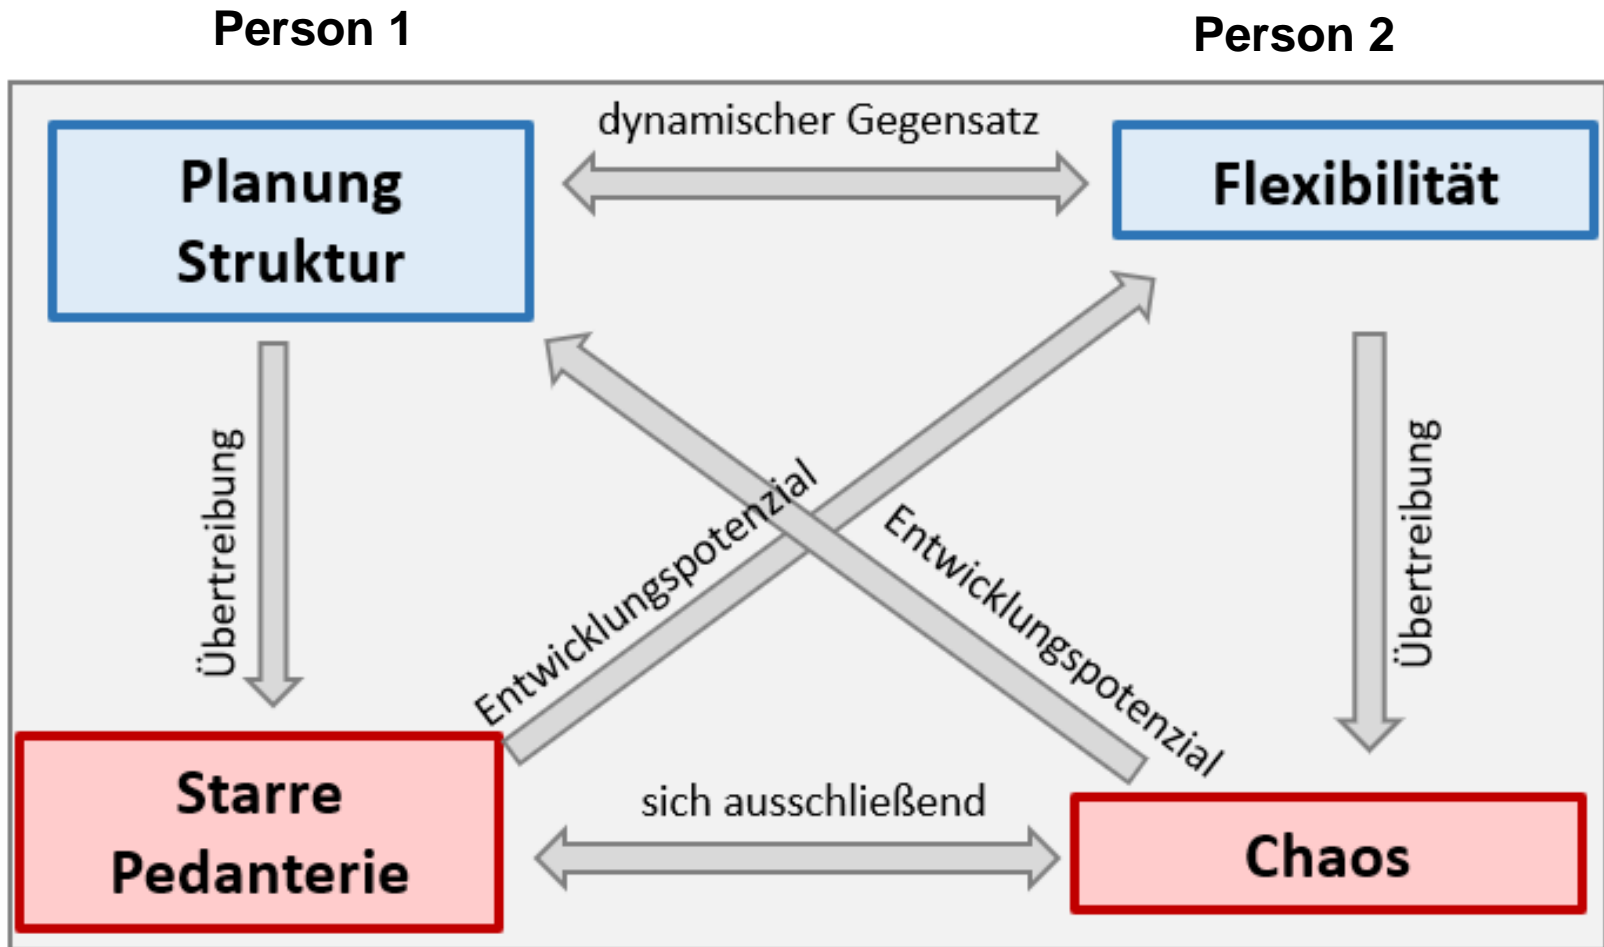 Person 1
Person 2
dynamischer Gegensatz
Planung
Struktur
Flexibilität
Übertreibung
Entwicklungspotenzial
Entwicklungspotenzial
Übertreibung
Starre
Pedanterie
sich ausschließend
Chaos